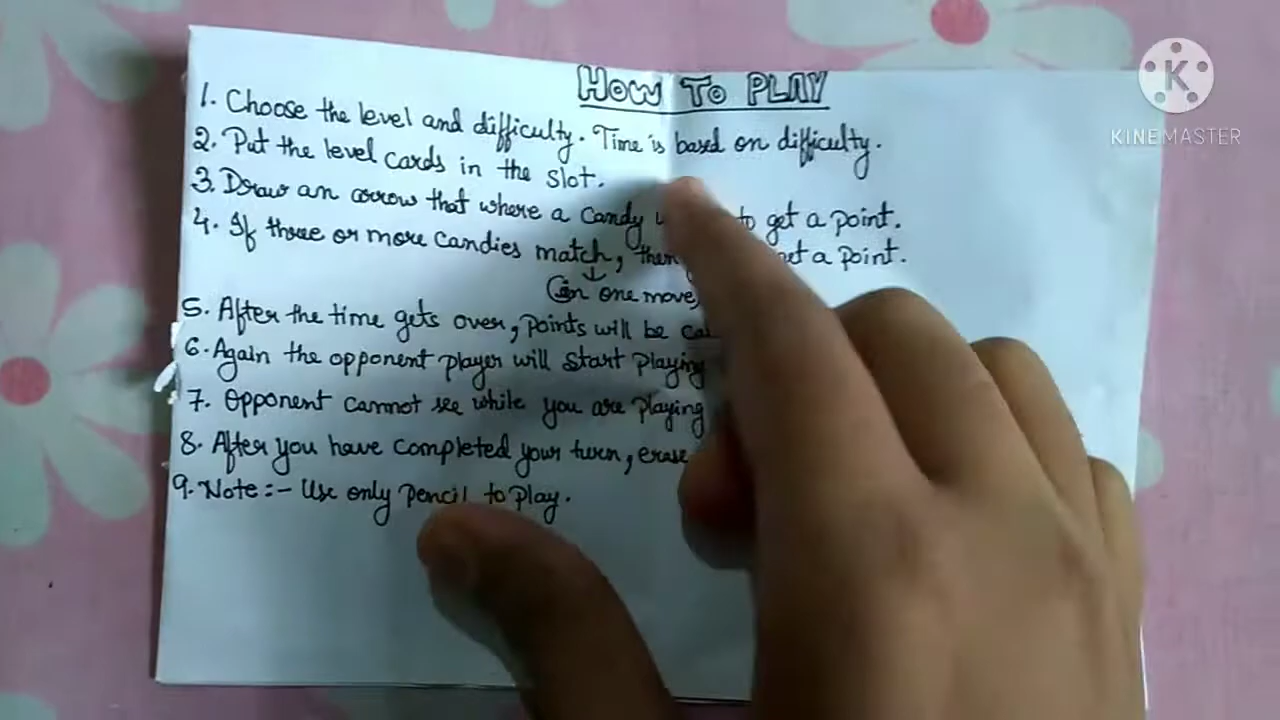 HOW TO PLAY
1. Choose the level and difficulty. Time is based on difficulty.
2. Put the level cards in the slot.
3. Draw an arrow that where a candy to get a point.
4. If three or more candies match, then get a point.
(in one move)
5. After the time gets over, points will be
6. Again the opponent player will start playing
7. Opponent cannot see while you are playing
8. After you have completed your turn, erase
9. Note:- Use only pencil to play.
K
KINEMASTER